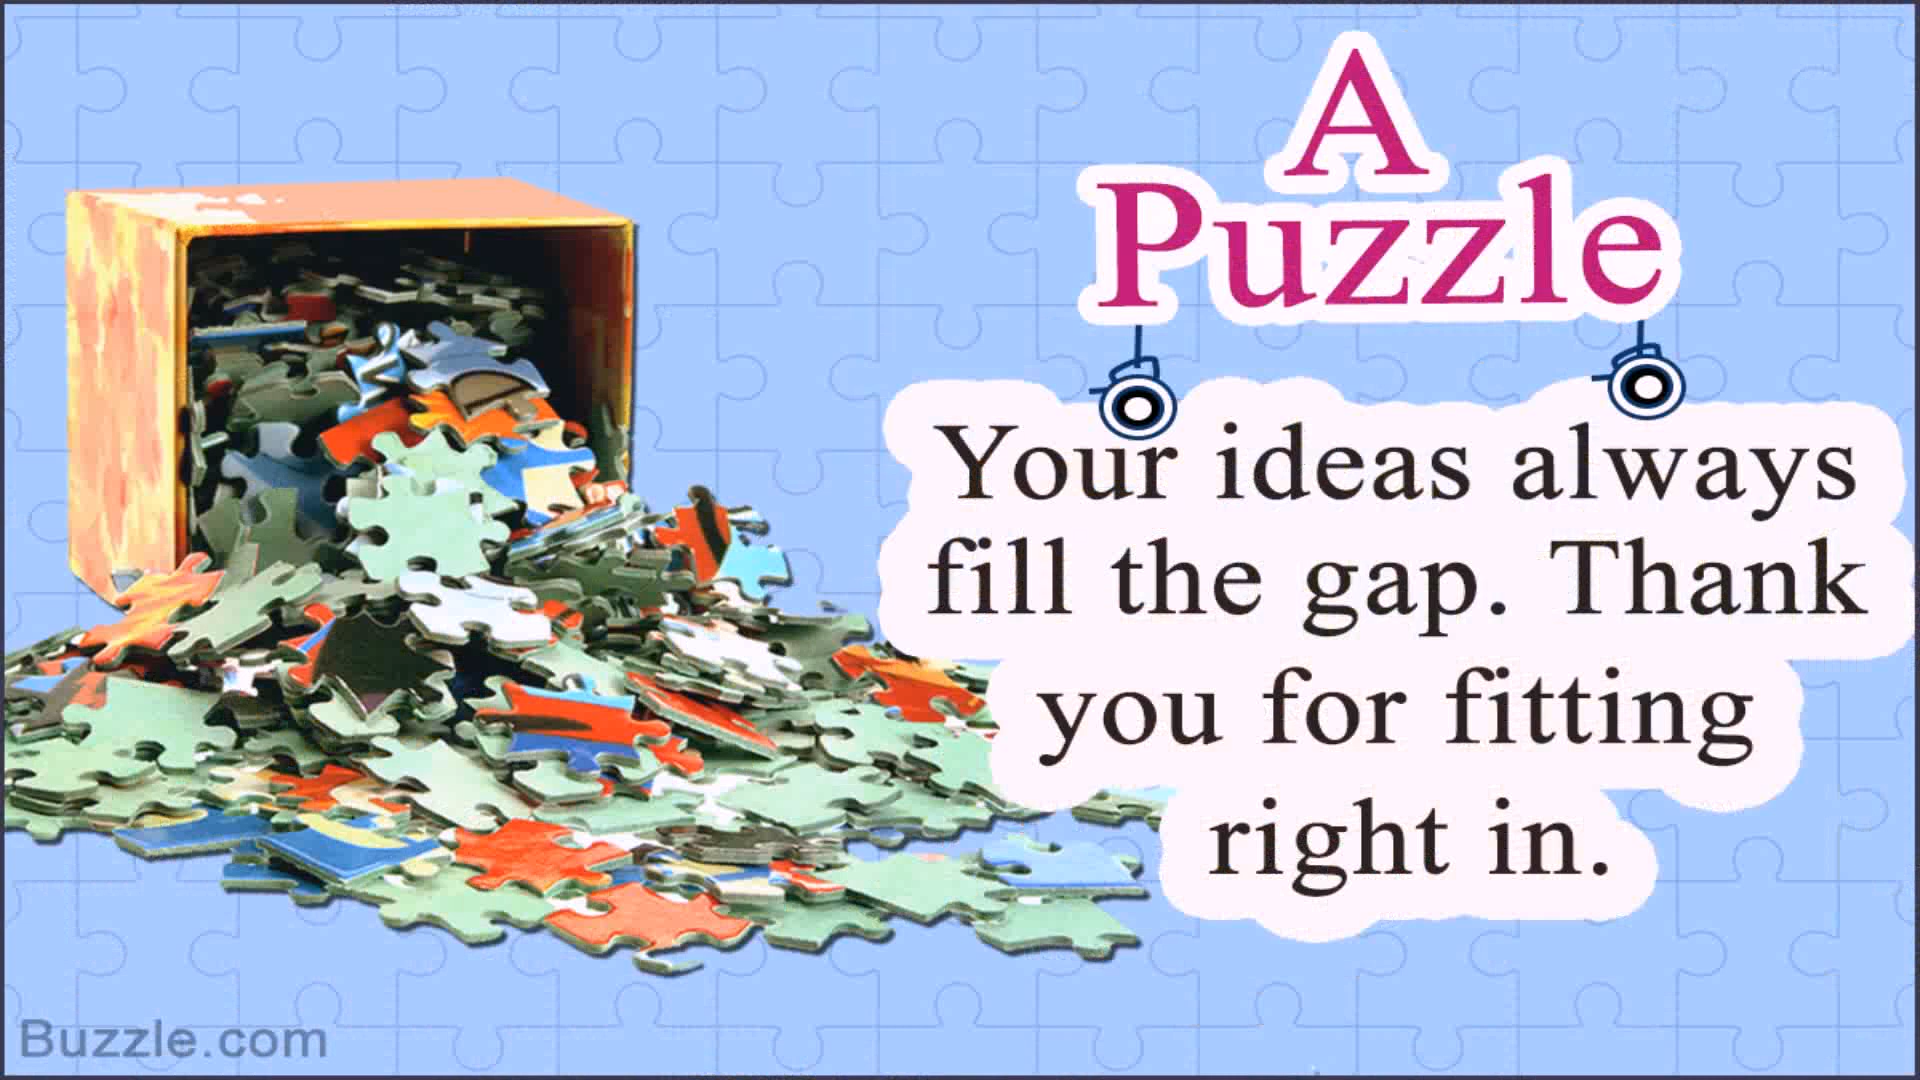 A
Puzzle
Your ideas always
fill the gap. Thank
you for fitting
right in.
Buzzle.com